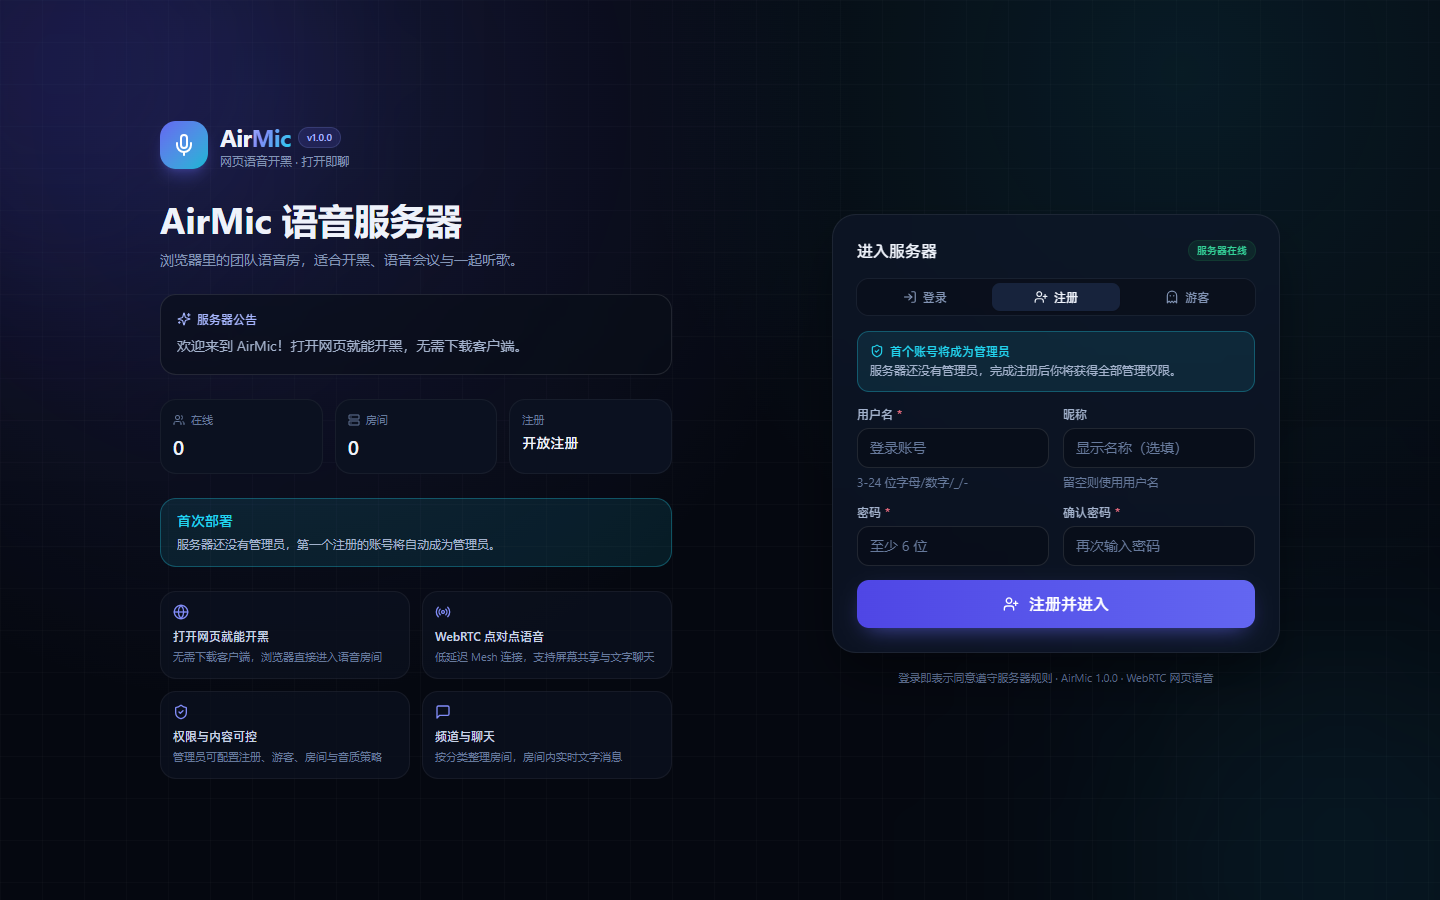 AirMic v1.0.0
网页语音开黑 · 打开即聊
AirMic 语音服务器
浏览器里的团队语音房，适合开黑、语音会议与一起听歌。
服务器公告
欢迎来到 AirMic！打开网页就能开黑，无需下载客户端。
在线
0
房间
0
注册
开放注册
首次部署
服务器还没有管理员，第一个注册的账号将自动成为管理员。
打开网页就能开黑
无需下载客户端，浏览器直接进入语音房间
WebRTC 点对点语音
低延迟 Mesh 连接，支持屏幕共享与文字聊天
权限与内容可控
管理员可配置注册、游客、房间与音质策略
频道与聊天
按分类整理房间，房间内实时文字消息
进入服务器
服务器在线
登录
注册
游客
首个账号将成为管理员
服务器还没有管理员，完成注册后你将获得全部管理权限。
用户名 *
登录账号
3-24 位字母/数字/_/-
昵称
显示名称（选填）
留空则使用用户名
密码 *
至少 6 位
确认密码 *
再次输入密码
注册并进入
登录即表示同意遵守服务器规则 · AirMic 1.0.0 · WebRTC 网页语音